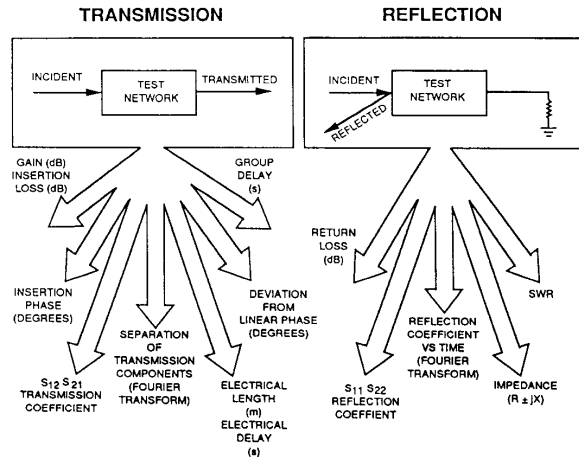 TRANSMISSION
INCIDENT
TEST
NETWORK
TRANSMITTED
GAIN (dB)
INSERTION
LOSS (dB)
GROUP
DELAY
(s)
INSERTION
PHASE
(DEGREES)
DEVIATION
FROM
LINEAR PHASE
(DEGREES)
SEPARATION
OF
TRANSMISSION
COMPONENTS
(FOURIER
TRANSFORM)
S12 S21
TRANSMISSION
COEFFICIENT
ELECTRICAL
LENGTH
(m)
ELECTRICAL
DELAY
(s)
REFLECTION
INCIDENT
REFLECTED
TEST
NETWORK
RETURN
LOSS
(dB)
SWR
REFLECTION
COEFFICIENT
VS TIME
(FOURIER
TRANSFORM)
S11 S22
REFLECTION
COEFFIENT
IMPEDANCE
(R ± jX)